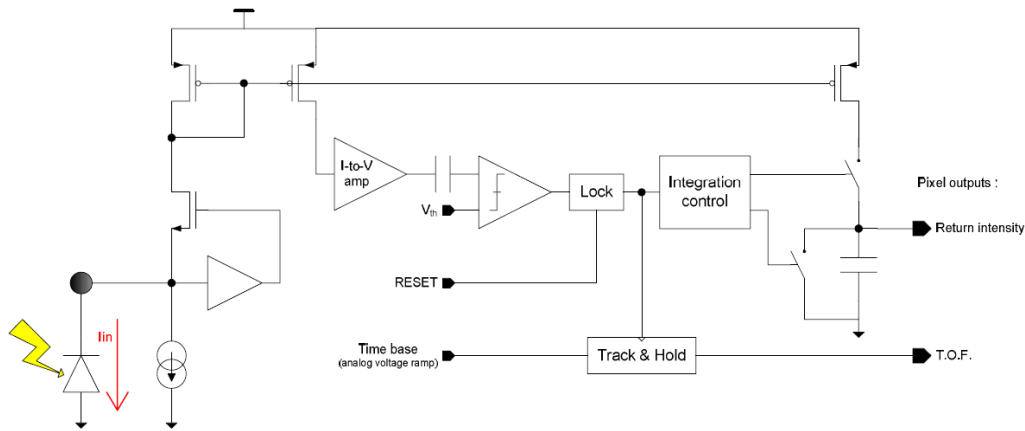 I-to-V
amp
Vth
Lock
Integration
control
Pixel outputs :
Return intensity
RESET
Iin
Time base
(analog voltage ramp)
Track & Hold
T.O.F.